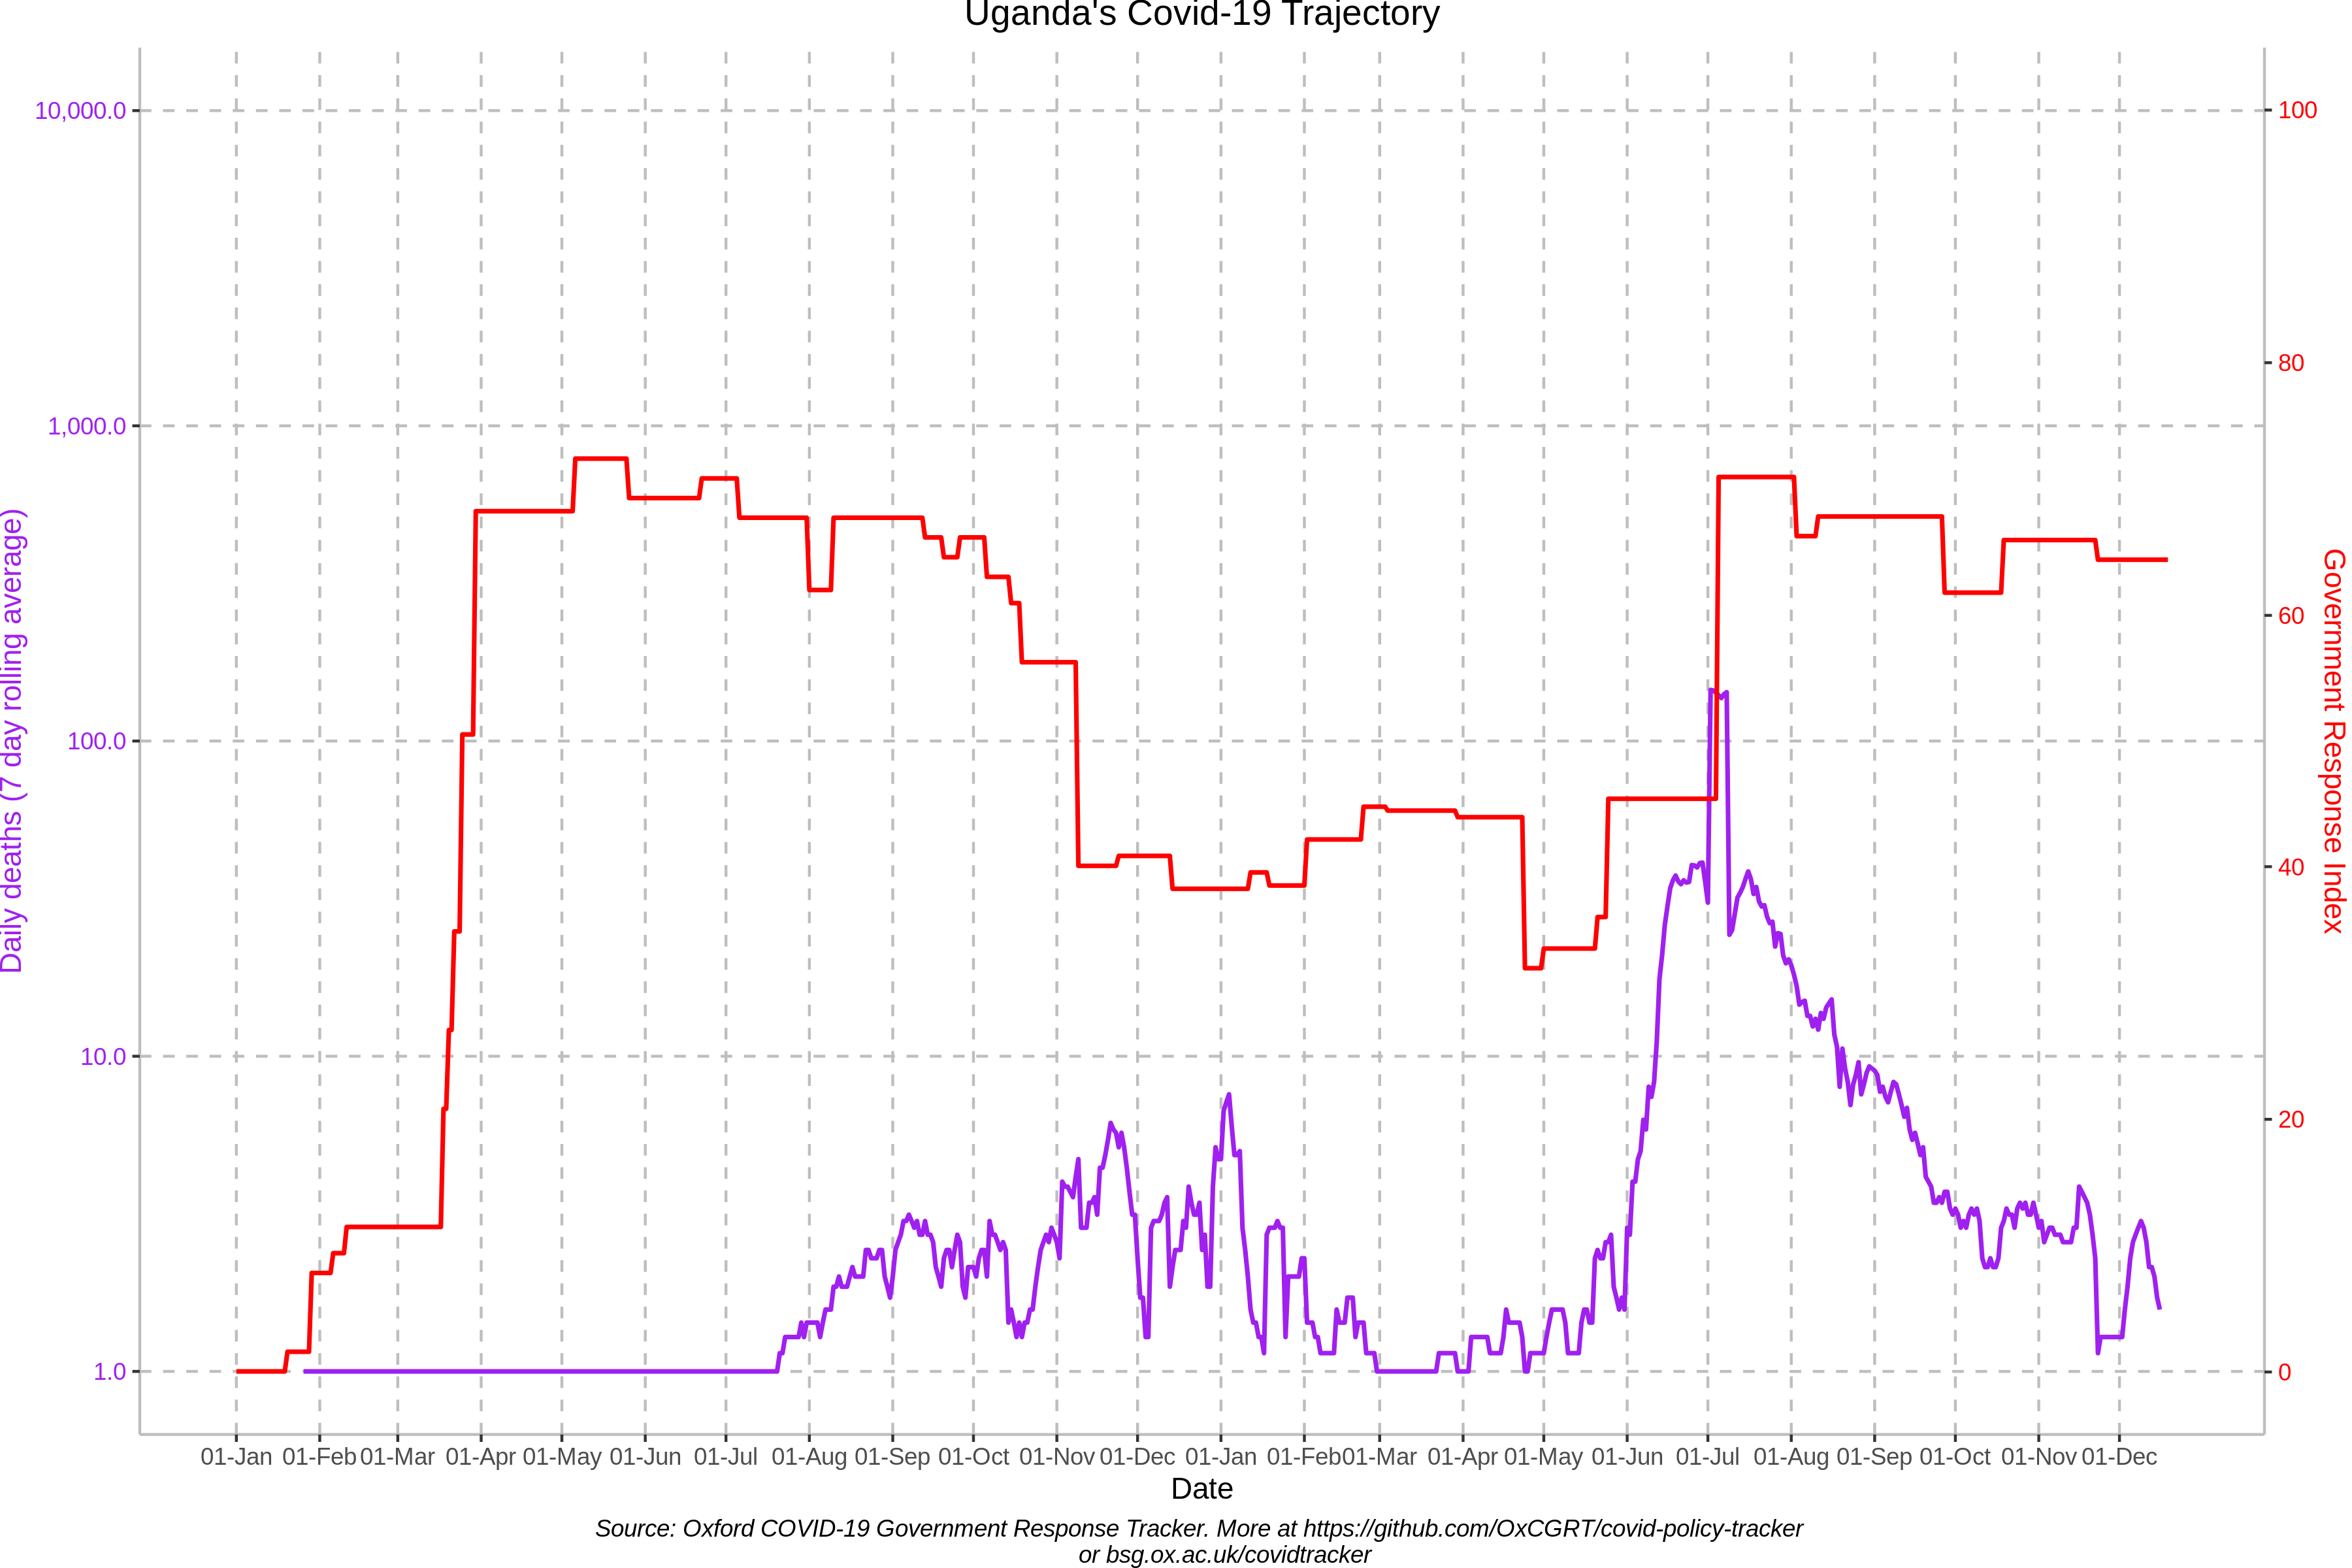 Uganda's Covid-19 Trajectory
Daily deaths (7 day rolling average)
10,000.0
1,000.0
100.0
10.0
1.0
100
80
60
40
20
0
Government Response Index
01-Jan 01-Feb 01-Mar 01-Apr 01-May 01-Jun 01-Jul 01-Aug 01-Sep 01-Oct 01-Nov 01-Dec 01-Jan 01-Feb 01-Mar 01-Apr 01-May 01-Jun 01-Jul 01-Aug 01-Sep 01-Oct 01-Nov 01-Dec
Date
Source: Oxford COVID-19 Government Response Tracker. More at https://github.com/OxCGRT/covid-policy-tracker
or bsg.ox.ac.uk/covidtracker